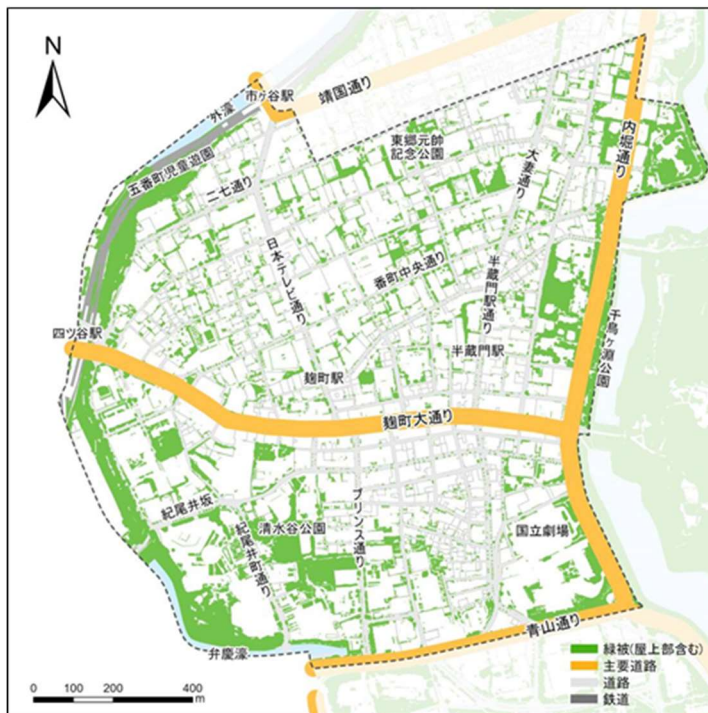 N
市ヶ谷駅
靖国通り
外濠
東郷元帥
記念公園
内堀通り
五番町児童遊園
大妻通り
二七通り
日本テレビ通り
番町中央通り
半蔵門駅通り
千鳥ヶ淵公園
四ツ谷駅
半蔵門駅
麹町駅
麹町大通り
紀尾井坂
紀尾井町通り
清水谷公園
プリンス通り
国立劇場
青山通り
弁慶濠
緑被(屋上部含む)
主要道路
道路
鉄道
0 100 200 400
m